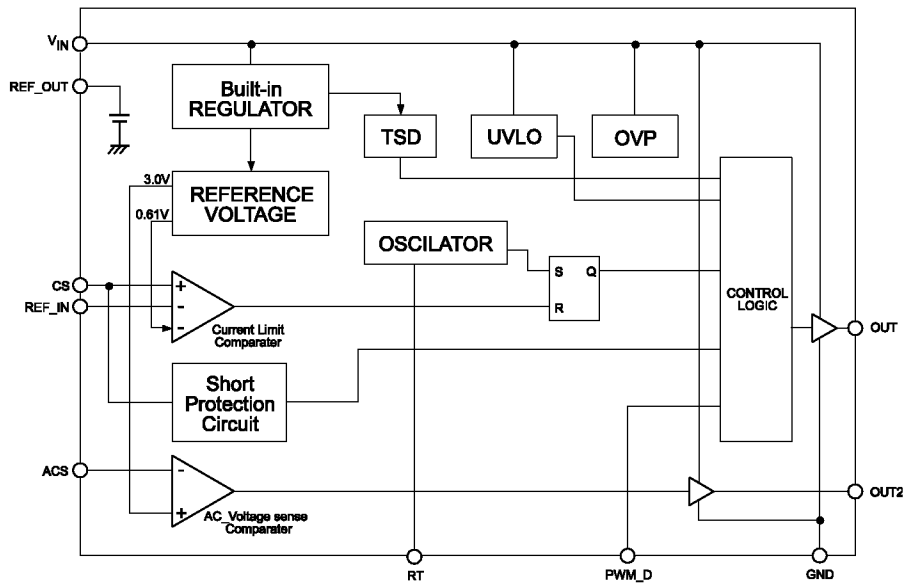 VIN
REF_OUT
Built-in
REGULATOR
TSD
UVLO
OVP
3.0V
REFERENCE
VOLTAGE
0.61V
OSCILATOR
CS
REF_IN
+
-
-
Current Limit
Comparater
S Q
R
CONTROL
LOGIC
OUT
Short
Protection
Circuit
ACS
-
+
AC_Voltage sense
Comparater
OUT2
RT
PWM_D
GND